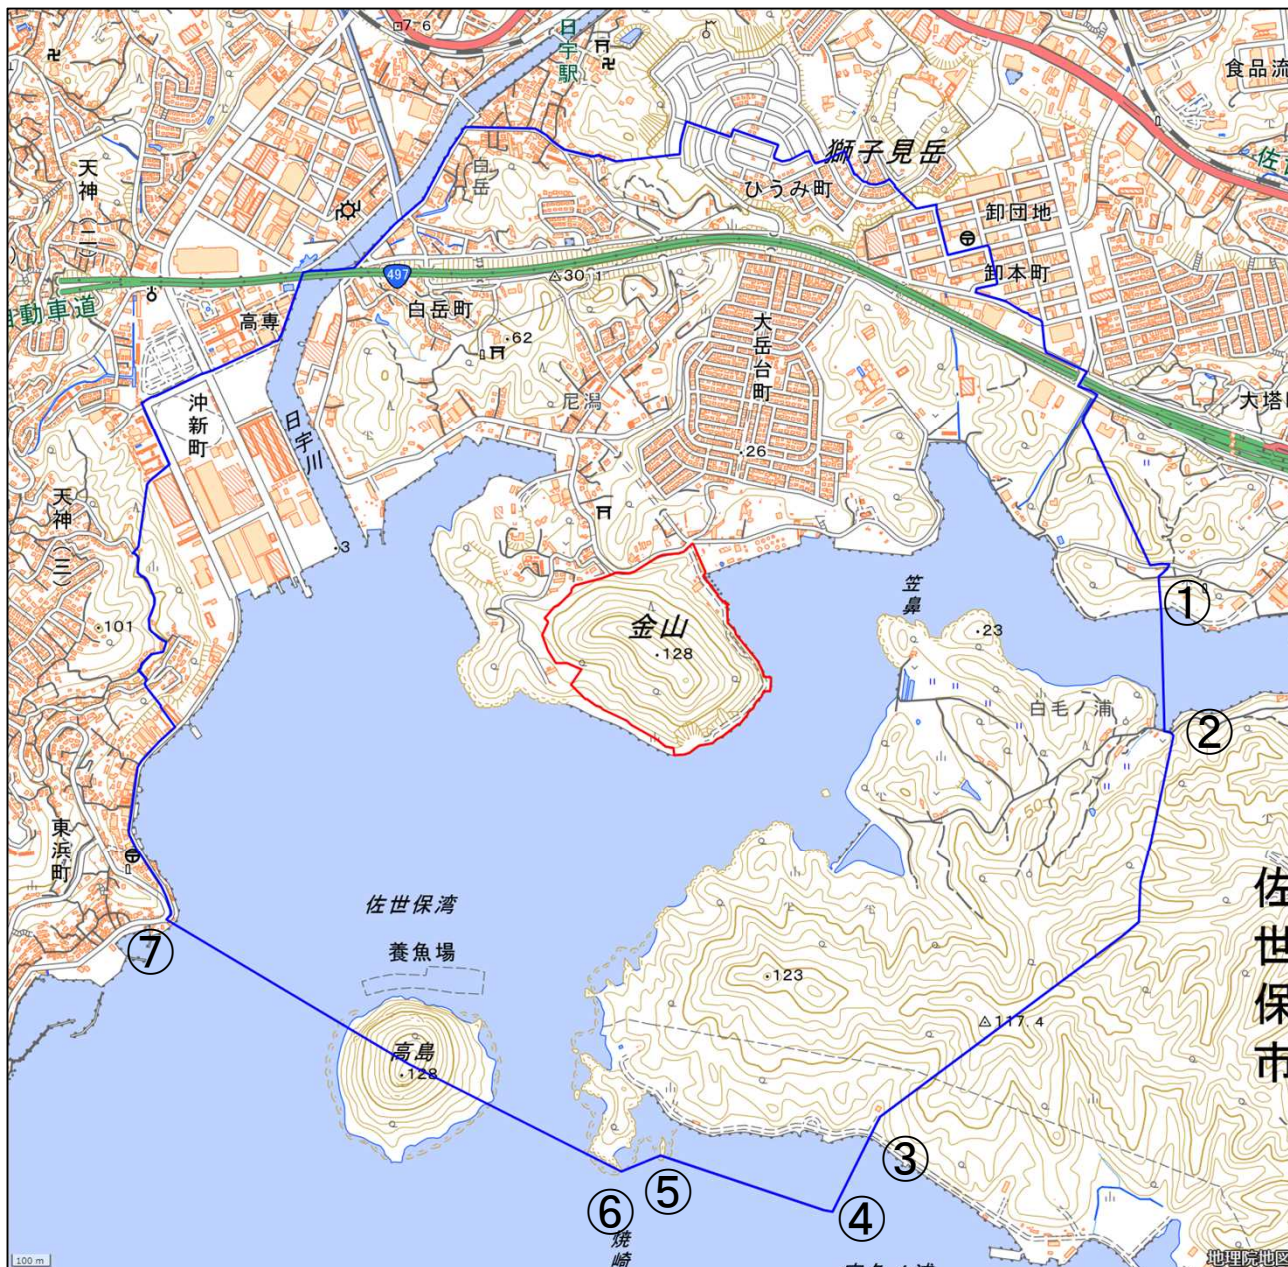 7.6
日宇駅
食品流
天神(二)
白岳
獅子見岳
ひうみ町
卸団地
佐
497
30.1
卸本町
自動車道
高専
白岳町
62
大岳台町
尼潟
沖新町
大塔
日宇川
26
天神(三)
3
笠鼻
①
101
金山
128
23
白毛ノ浦
②
50
東浜町
佐世保市
佐世保湾
⑦
養魚場
123
117.4
高島
128
③
⑤
⑥
④
焼崎
100 m
地理院地図